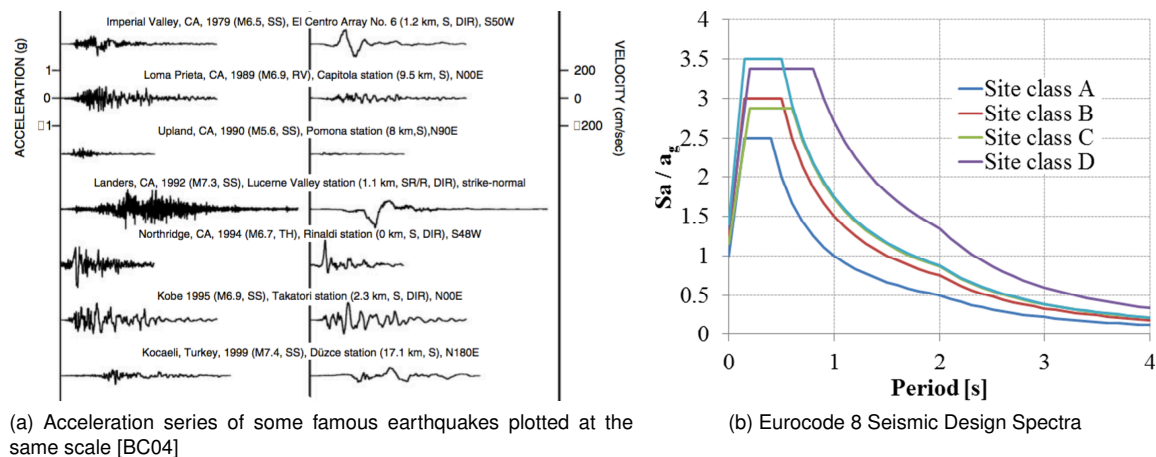 Imperial Valley, CA, 1979 (M6.5, SS), El Centro Array No. 6 (1.2 km, S, DIR), S50W
ACCELERATION (g)
1
0
□1
Loma Prieta, CA, 1989 (M6.9, RV), Capitola station (9.5 km, S), N00E
VELOCITY (cm/sec)
200
0
□200
Upland, CA, 1990 (M5.6, SS), Pomona station (8 km,S),N90E
Landers, CA, 1992 (M7.3, SS), Lucerne Valley station (1.1 km, SR/R, DIR), strike-normal
Northridge, CA, 1994 (M6.7, TH), Rinaldi station (0 km, S, DIR), S48W
Kobe 1995 (M6.9, SS), Takatori station (2.3 km, S, DIR), N00E
Kocaeli, Turkey, 1999 (M7.4, SS), Düzce station (17.1 km, S), N180E
(a) Acceleration series of some famous earthquakes plotted at the
same scale [BC04]
Sa / ag
4
3.5
3
2.5
2
1.5
1
0.5
0
Site class A
Site class B
Site class C
Site class D
0 1 2 3 4
Period [s]
(b) Eurocode 8 Seismic Design Spectra